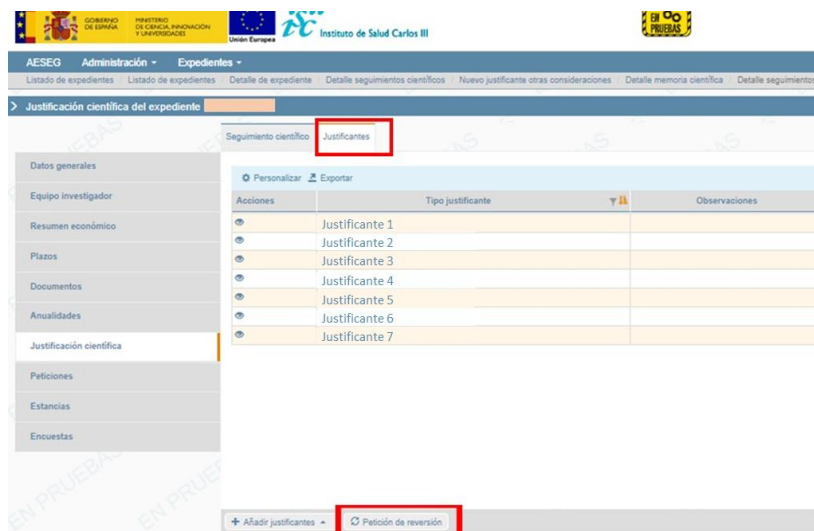 GOBIERNO DE ESPAÑA
MINISTERIO DE CIENCIA, INNOVACIÓN Y UNIVERSIDADES
Unión Europea
Instituto de Salud Carlos III
EN PRUEBAS
AESEG Administración Expedientes
Listado de expedientes Listado de expedientes Detalle de expediente Detalle seguimientos científicos Nuevo justificante otras consideraciones Detalle memoria científica Detalle seguimientos
Justificación científica del expediente
Seguimiento científico Justificantes
Datos generales
Equipo investigador
Resumen económico
Plazos
Documentos
Anualidades
Justificación científica
Peticiones
Estancias
Encuestas
Personalizar Exportar
Acciones Tipo justificante Observaciones
Justificante 1
Justificante 2
Justificante 3
Justificante 4
Justificante 5
Justificante 6
Justificante 7
+ Añadir justificantes Petición de reversión
EN PRUEBAS
EN PRUEBAS